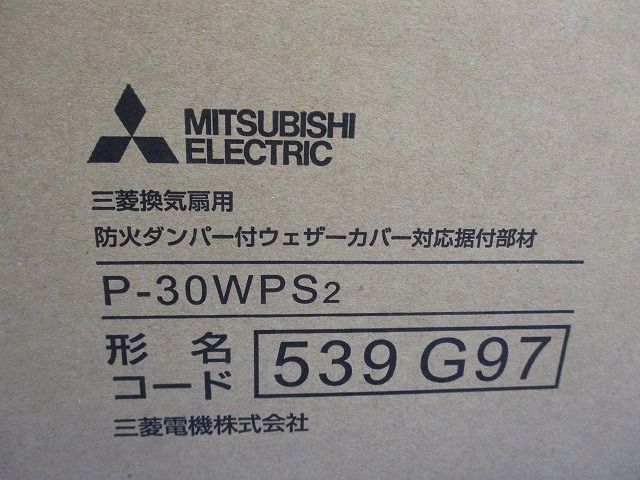 MITSUBISHI
ELECTRIC
三菱換気扇用
防火ダンパー付ウェザーカバー対応据付部材
P-30WPS2
形 名
コード 539 G97
三菱電機株式会社